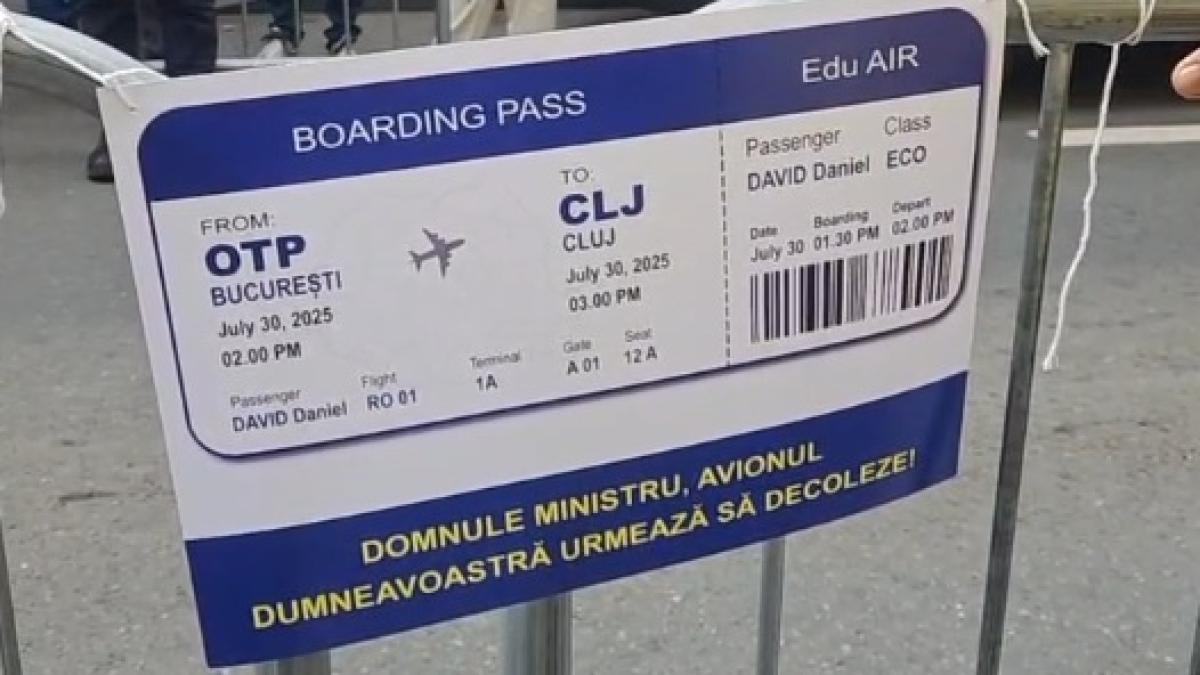 BOARDING PASS
Edu AIR
FROM:
OTP
BUCUREȘTI
July 30, 2025
02.00 PM
TO:
CLJ
CLUJ
July 30, 2025
03.00 PM
Passenger
DAVID Daniel
Flight
RO 01
Terminal
1A
Gate
A 01
Seat
12 A
Passenger Class
DAVID Daniel ECO
Date Boarding Depart
July 30 01.30 PM 02.00 PM
DOMNULE MINISTRU, AVIONUL
DUMNEAVOASTRĂ URMEAZĂ SĂ DECOLEZE!